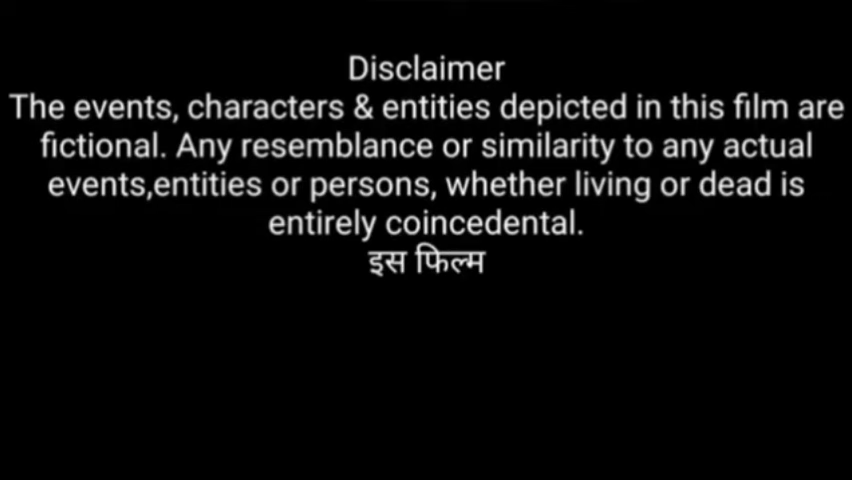 Disclaimer
The events, characters & entities depicted in this film are
fictional. Any resemblance or similarity to any actual
events,entities or persons, whether living or dead is
entirely coincedental.
इस फिल्म